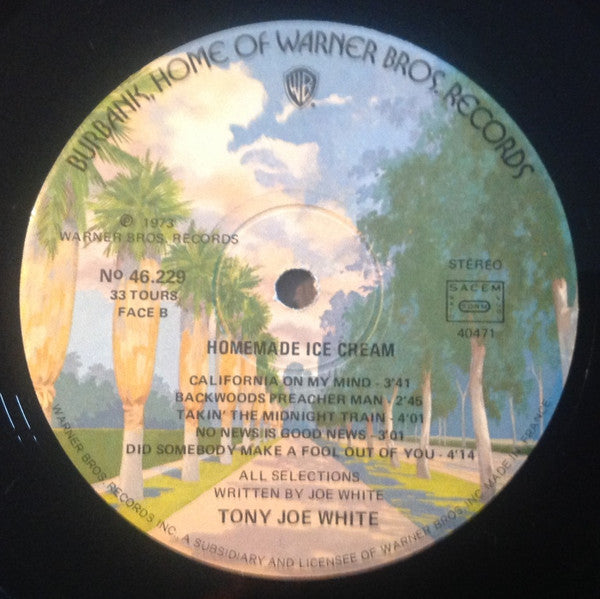 BURBANK, HOME OF WARNER BROS. RECORDS
WB
℗ 1973
WARNER BROS. RECORDS
Nº 46.229
33 TOURS
FACE B
STÉRÉO
SACEM
SDRM
40471
HOMEMADE ICE CREAM
CALIFORNIA ON MY MIND - 3'41
BACKWOODS PREACHER MAN - 2'45
TAKIN' THE MIDNIGHT TRAIN - 4'01
NO NEWS IS GOOD NEWS - 3'01
DID SOMEBODY MAKE A FOOL OUT OF YOU - 4'14
ALL SELECTIONS
WRITTEN BY JOE WHITE
TONY JOE WHITE
WARNER BROS. RECORDS INC. A SUBSIDIARY AND LICENSEE OF WARNER BROS. INC. MADE IN FRANCE